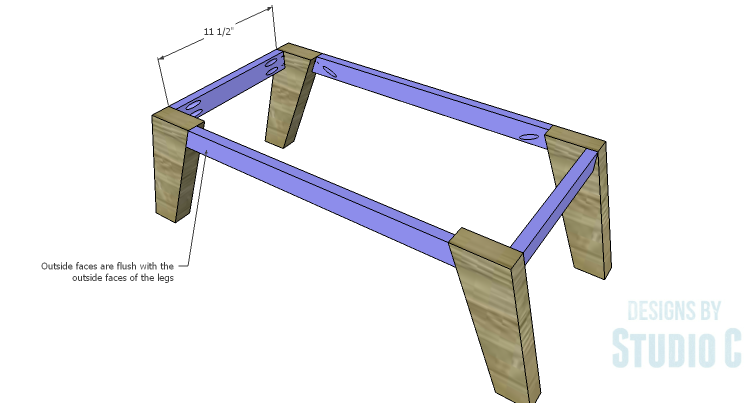 11 1/2"
Outside faces are flush with the
outside faces of the legs
DESIGNS BY
STUDIO C